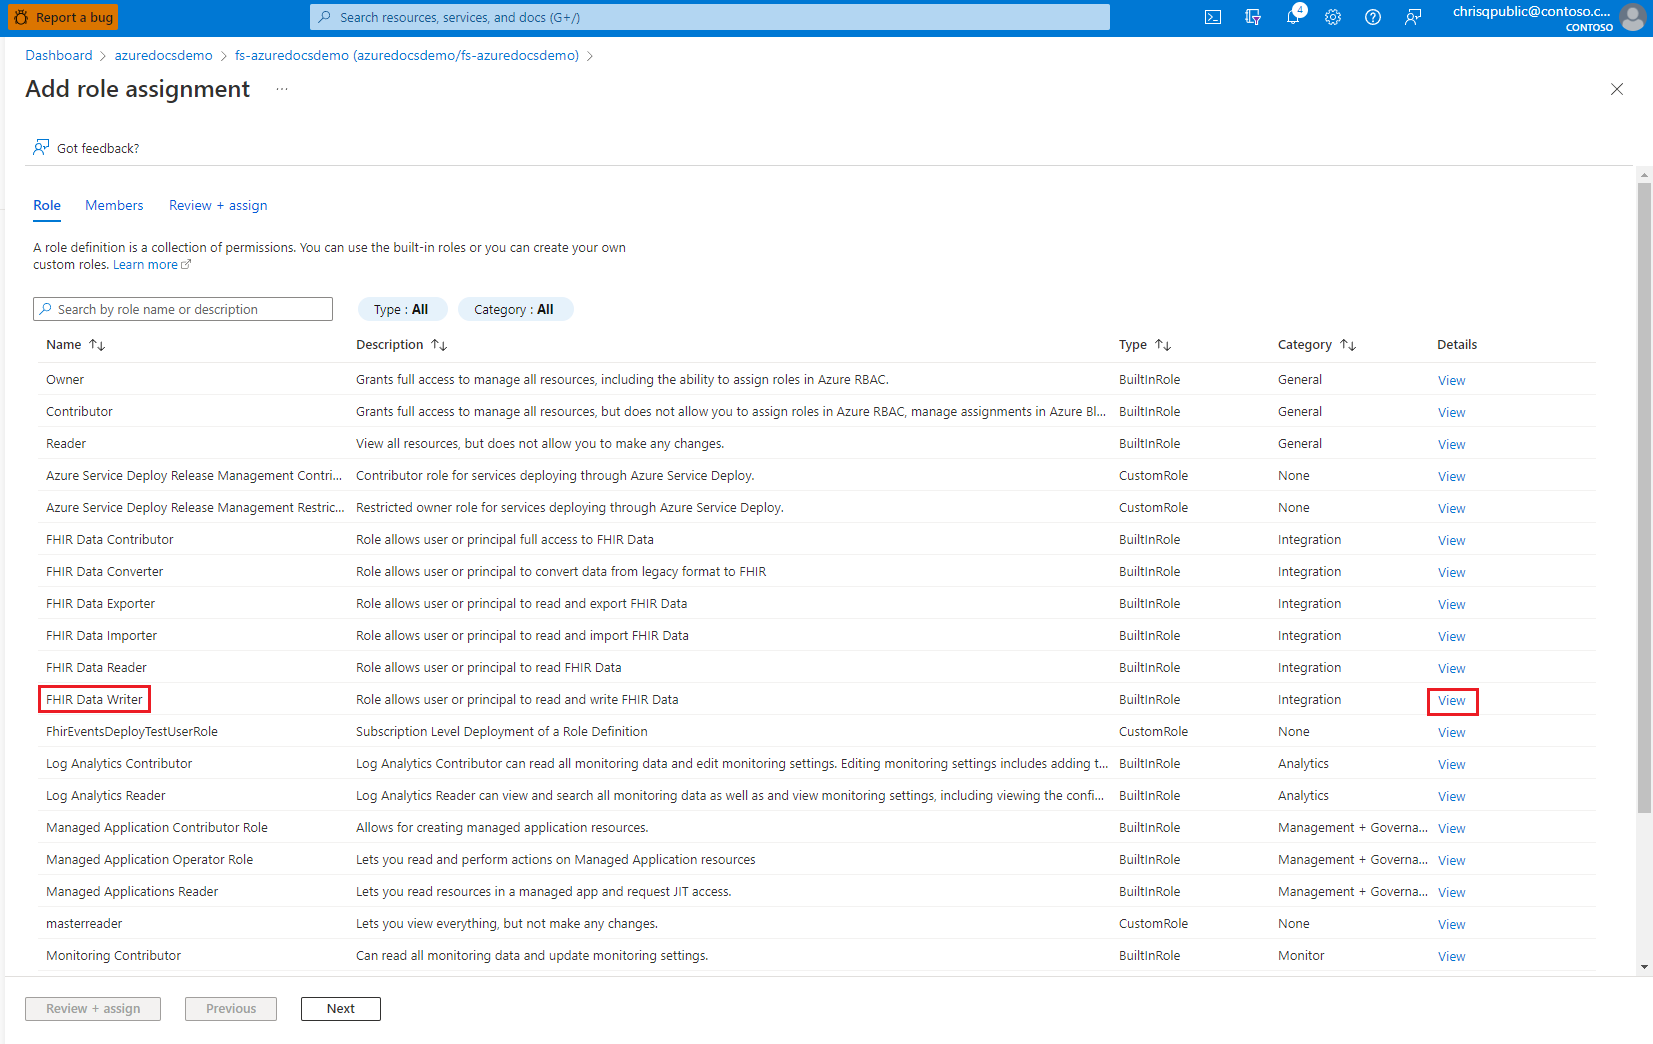 Report a bug
Search resources, services, and docs (G+/)
4
chrisqpublic@contoso.c...
CONTOSO
Dashboard > azuredocsdemo > fs-azuredocsdemo (azuredocsdemo/fs-azuredocsdemo) >
Add role assignment ...
Got feedback?
Role Members Review + assign
A role definition is a collection of permissions. You can use the built-in roles or you can create your own
custom roles. Learn more
Search by role name or description Type : All Category : All
Name Description Type Category Details
Owner Grants full access to manage all resources, including the ability to assign roles in Azure RBAC. BuiltInRole General View
Contributor Grants full access to manage all resources, but does not allow you to assign roles in Azure RBAC, manage assignments in Azure Bl... BuiltInRole General View
Reader View all resources, but does not allow you to make any changes. BuiltInRole General View
Azure Service Deploy Release Management Contri... Contributor role for services deploying through Azure Service Deploy. CustomRole None View
Azure Service Deploy Release Management Restric... Restricted owner role for services deploying through Azure Service Deploy. CustomRole None View
FHIR Data Contributor Role allows user or principal full access to FHIR Data BuiltInRole Integration View
FHIR Data Converter Role allows user or principal to convert data from legacy format to FHIR BuiltInRole Integration View
FHIR Data Exporter Role allows user or principal to read and export FHIR Data BuiltInRole Integration View
FHIR Data Importer Role allows user or principal to read and import FHIR Data BuiltInRole Integration View
FHIR Data Reader Role allows user or principal to read FHIR Data BuiltInRole Integration View
FHIR Data Writer Role allows user or principal to read and write FHIR Data BuiltInRole Integration View
FhirEventsDeployTestUserRole Subscription Level Deployment of a Role Definition CustomRole None View
Log Analytics Contributor Log Analytics Contributor can read all monitoring data and edit monitoring settings. Editing monitoring settings includes adding t... BuiltInRole Analytics View
Log Analytics Reader Log Analytics Reader can view and search all monitoring data as well as and view monitoring settings, including viewing the confi... BuiltInRole Analytics View
Managed Application Contributor Role Allows for creating managed application resources. BuiltInRole Management + Governa... View
Managed Application Operator Role Lets you read and perform actions on Managed Application resources BuiltInRole Management + Governa... View
Managed Applications Reader Lets you read resources in a managed app and request JIT access. BuiltInRole Management + Governa... View
masterreader Lets you view everything, but not make any changes. CustomRole None View
Monitoring Contributor Can read all monitoring data and update monitoring settings. BuiltInRole Monitor View
Review + assign Previous Next